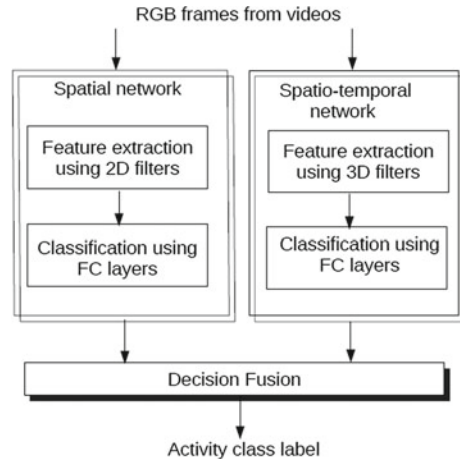 RGB frames from videos
Spatial network
Feature extraction
using 2D filters
Classification using
FC layers
Spatio-temporal
network
Feature extraction
using 3D filters
Classification using
FC layers
Decision Fusion
Activity class label